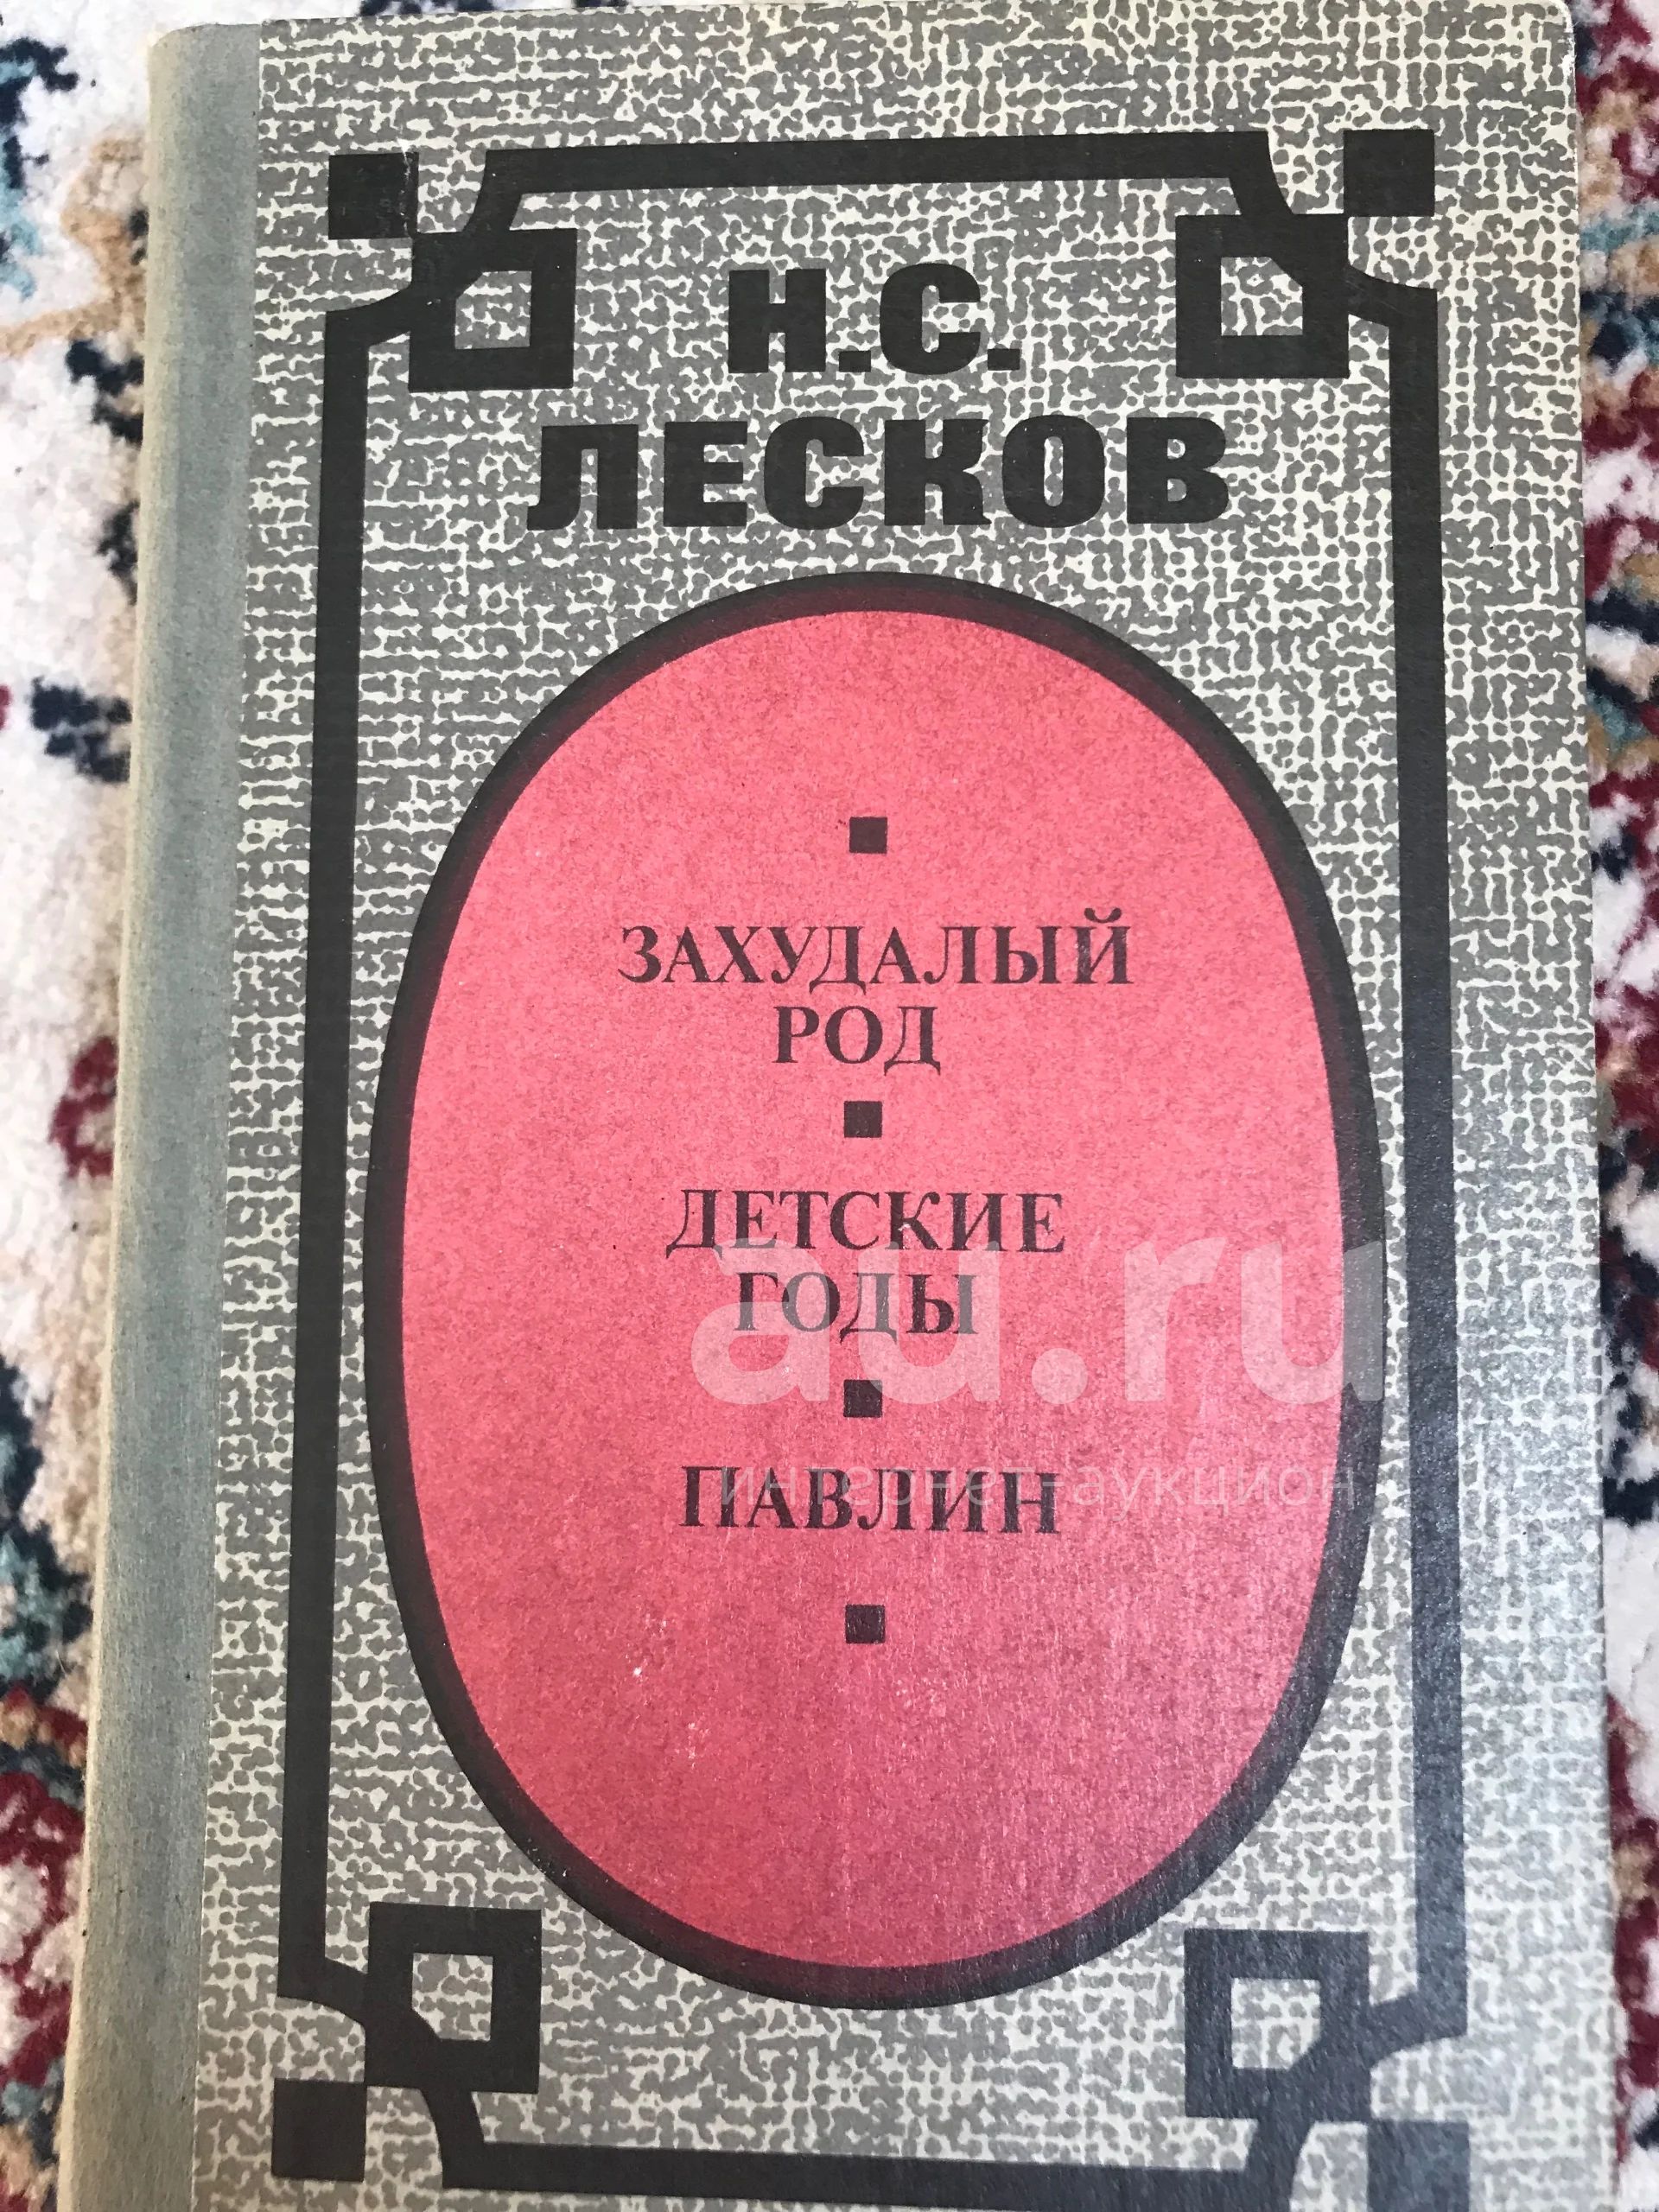 Н.С.
ЛЕСКОВ
ЗАХУДАЛЫЙ
РОД
ДЕТСКИЕ
ГОДЫ
au.ru
интернет-аукцион
ПАВЛИН